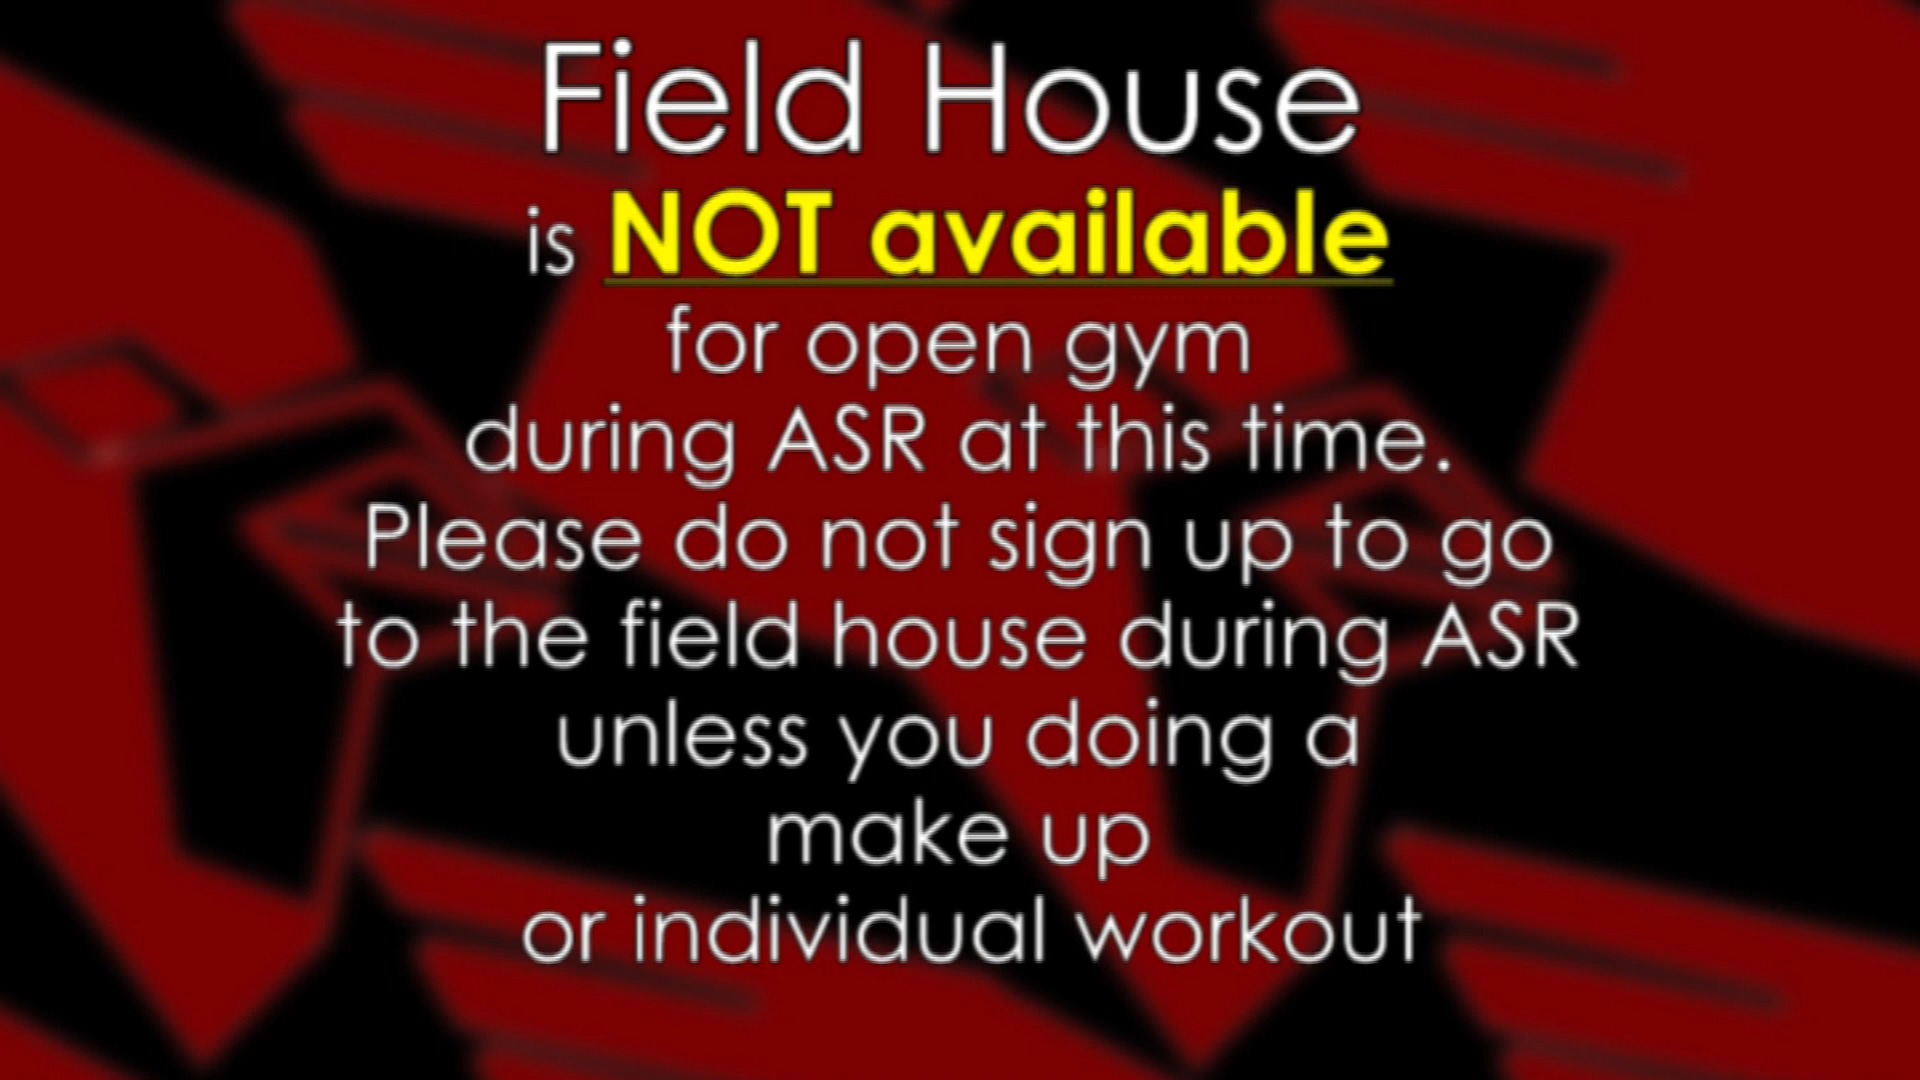 Field House
is NOT available
for open gym
during ASR at this time.
Please do not sign up to go
to the field house during ASR
unless you doing a
make up
or individual workout